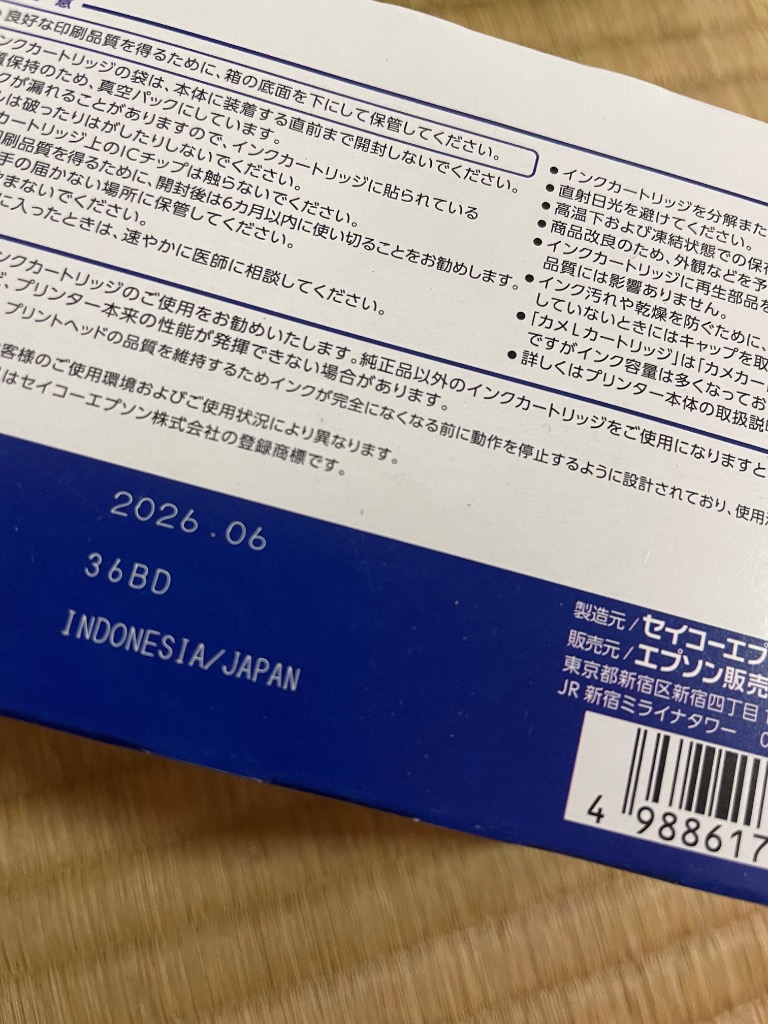 意
良好な印刷品質を得るために、箱の底面を下にして保管してください。
ンクカートリッジの袋は、本体に装着する直前まで開封しないでください。
質保持のため、真空パックにしています。
クが漏れることがありますので、インクカートリッジに貼られている
ルは破ったりはがしたりしないでください。
カートリッジ上のICチップは触らないでください。
印刷品質を得るために、開封後は6カ月以内に使い切ることをお勧めします。
手の届かない場所に保管してください。
まないでください。
に入ったときは、速やかに医師に相談してください。
●インクカートリッジを分解また
●直射日光を避けてください。
●高温下および凍結状態での保存
●商品改良のため、外観などを予
●インクカートリッジに再生部品を
品質には影響ありません。
●インク汚れや乾燥を防ぐために、
していないときにはキャップを取
●「カメLカートリッジ」は「カメカー
ですがインク容量は多くなってお
●詳しくはプリンター本体の取扱説明
ンクカートリッジのご使用をお勧めいたします。純正品以外のインクカートリッジをご使用になりますと
、プリンター本来の性能が発揮できない場合があります。
プリントヘッドの品質を維持するためインクが完全になくなる前に動作を停止するように設計されており、使用済
客様のご使用環境およびご使用状況により異なります。
はセイコーエプソン株式会社の登録商標です。
2026.06
36BD
INDONESIA/JAPAN
製造元/セイコーエプ
販売元/エプソン販売
東京都新宿区新宿四丁目1
JR 新宿ミライナタワー 0
4 988617